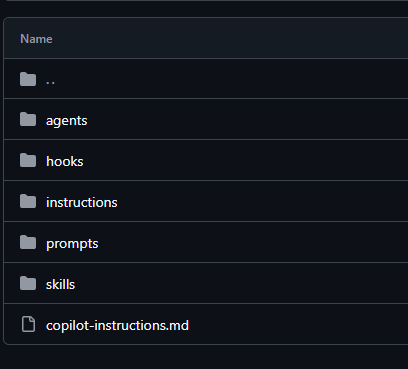 Name
..
agents
hooks
instructions
prompts
skills
copilot-instructions.md